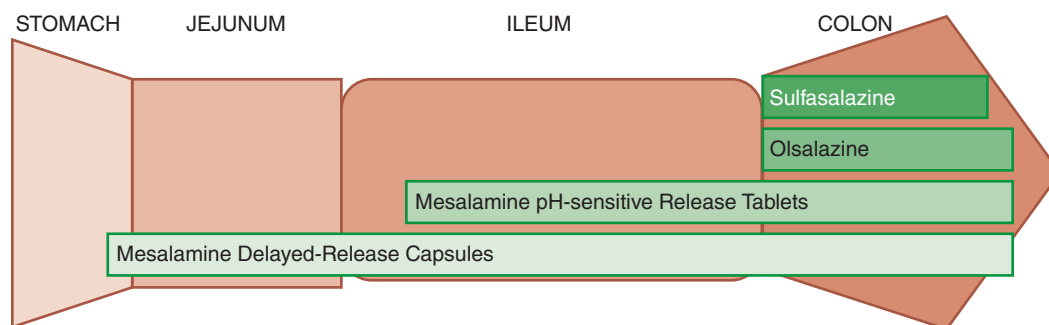 STOMACH JEJUNUM ILEUM COLON
Sulfasalazine
Olsalazine
Mesalamine pH-sensitive Release Tablets
Mesalamine Delayed-Release Capsules